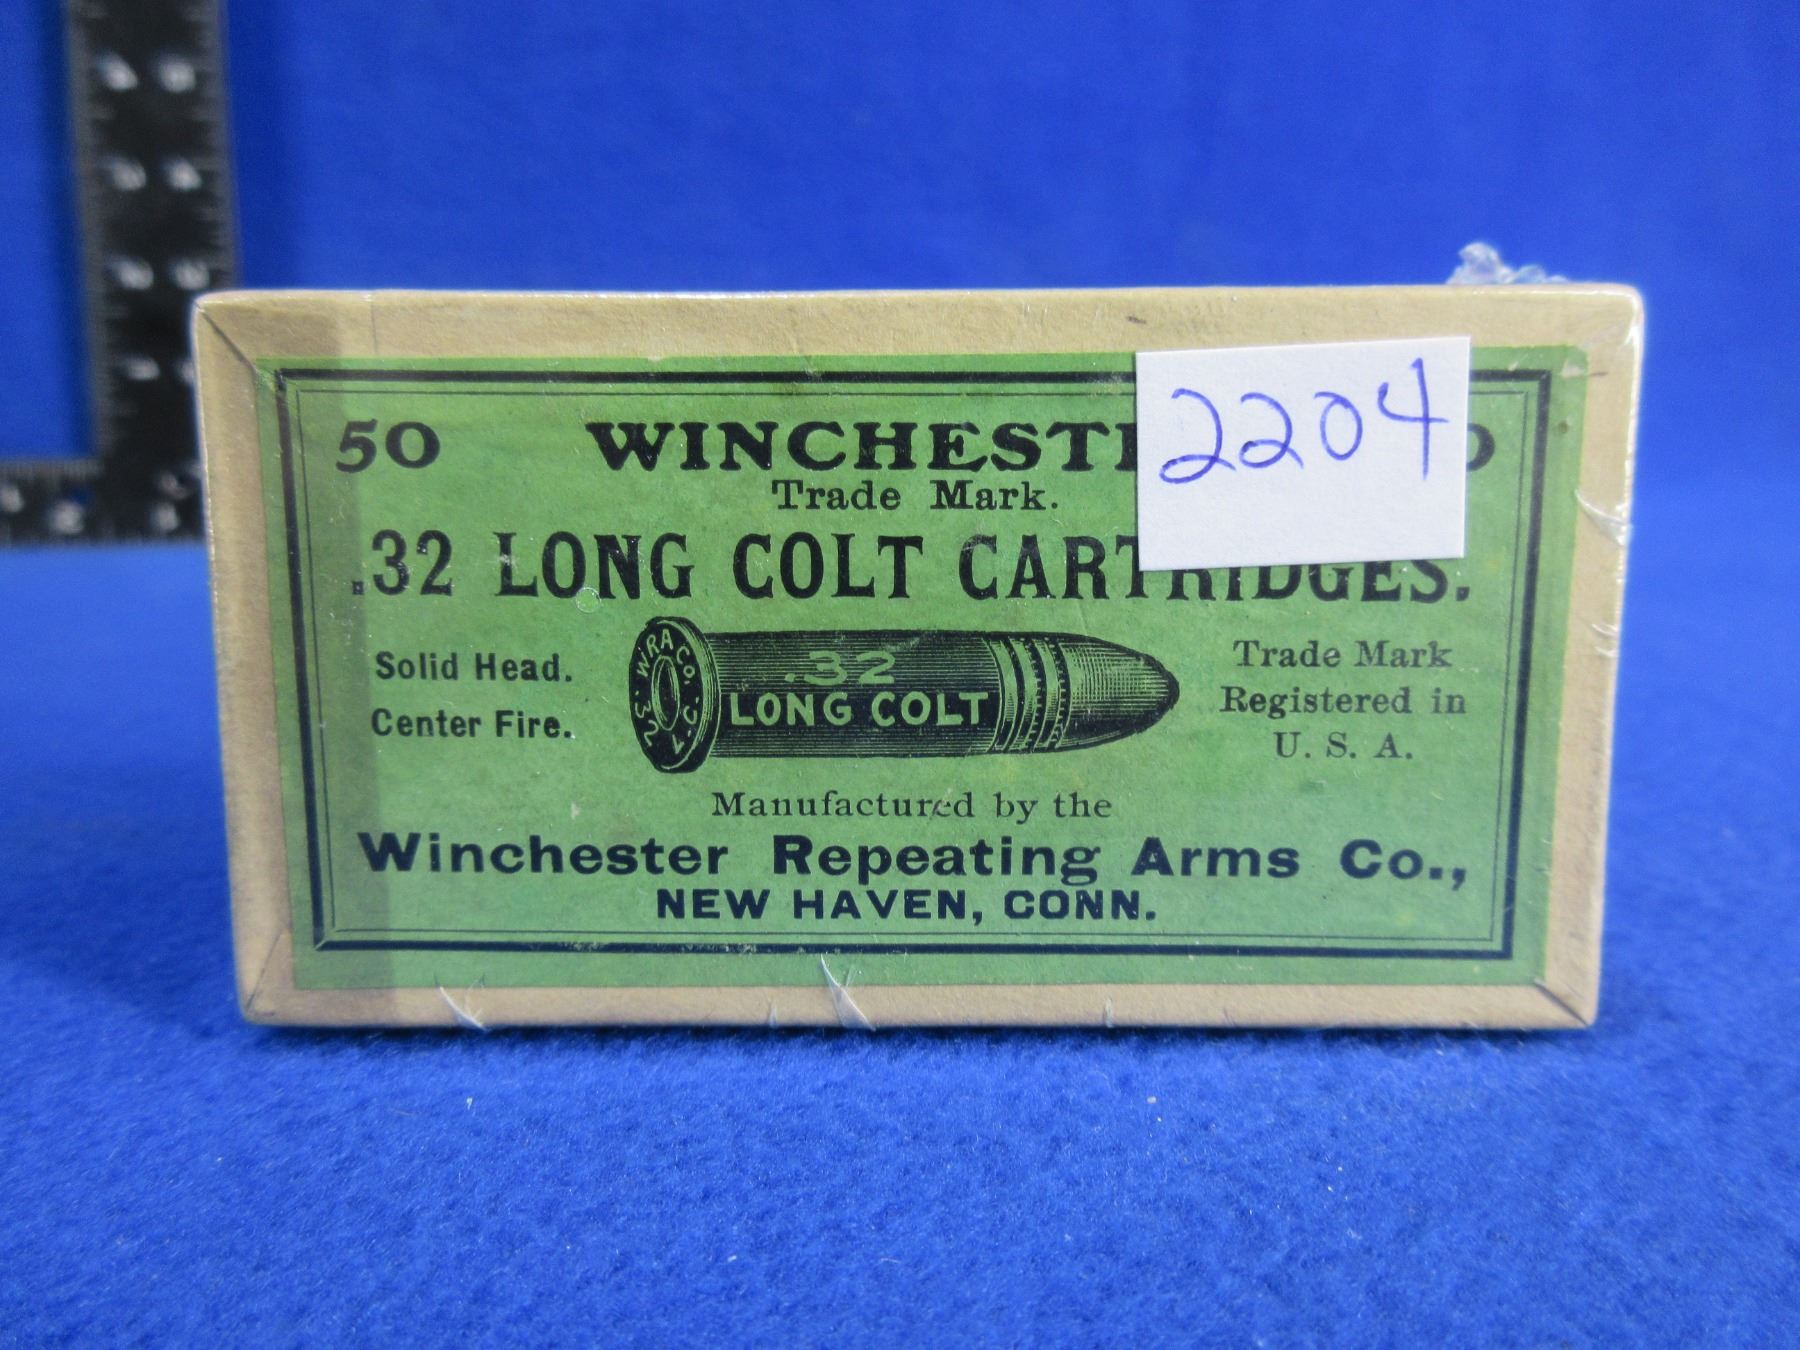 2204
50 WINCHEST
Trade Mark.
.32 LONG COLT CARTRIDGES.
Solid Head.
Center Fire.
W.R.A.Co. .32 L.C.
.32
LONG COLT
Trade Mark
Registered in
U. S. A.
Manufactured by the
Winchester Repeating Arms Co.,
NEW HAVEN, CONN.